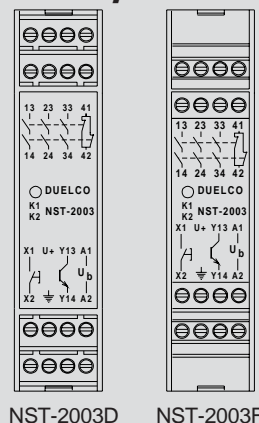 13 23 33 41
14 24 34 42
DUELCO
K1
K2 NST-2003
X1 U+ Y13 A1
Ub
X2 Y14 A2
NST-2003D
13 23 33 41
14 24 34 42
DUELCO
K1
K2 NST-2003
X1 U+ Y13 A1
Ub
X2 Y14 A2